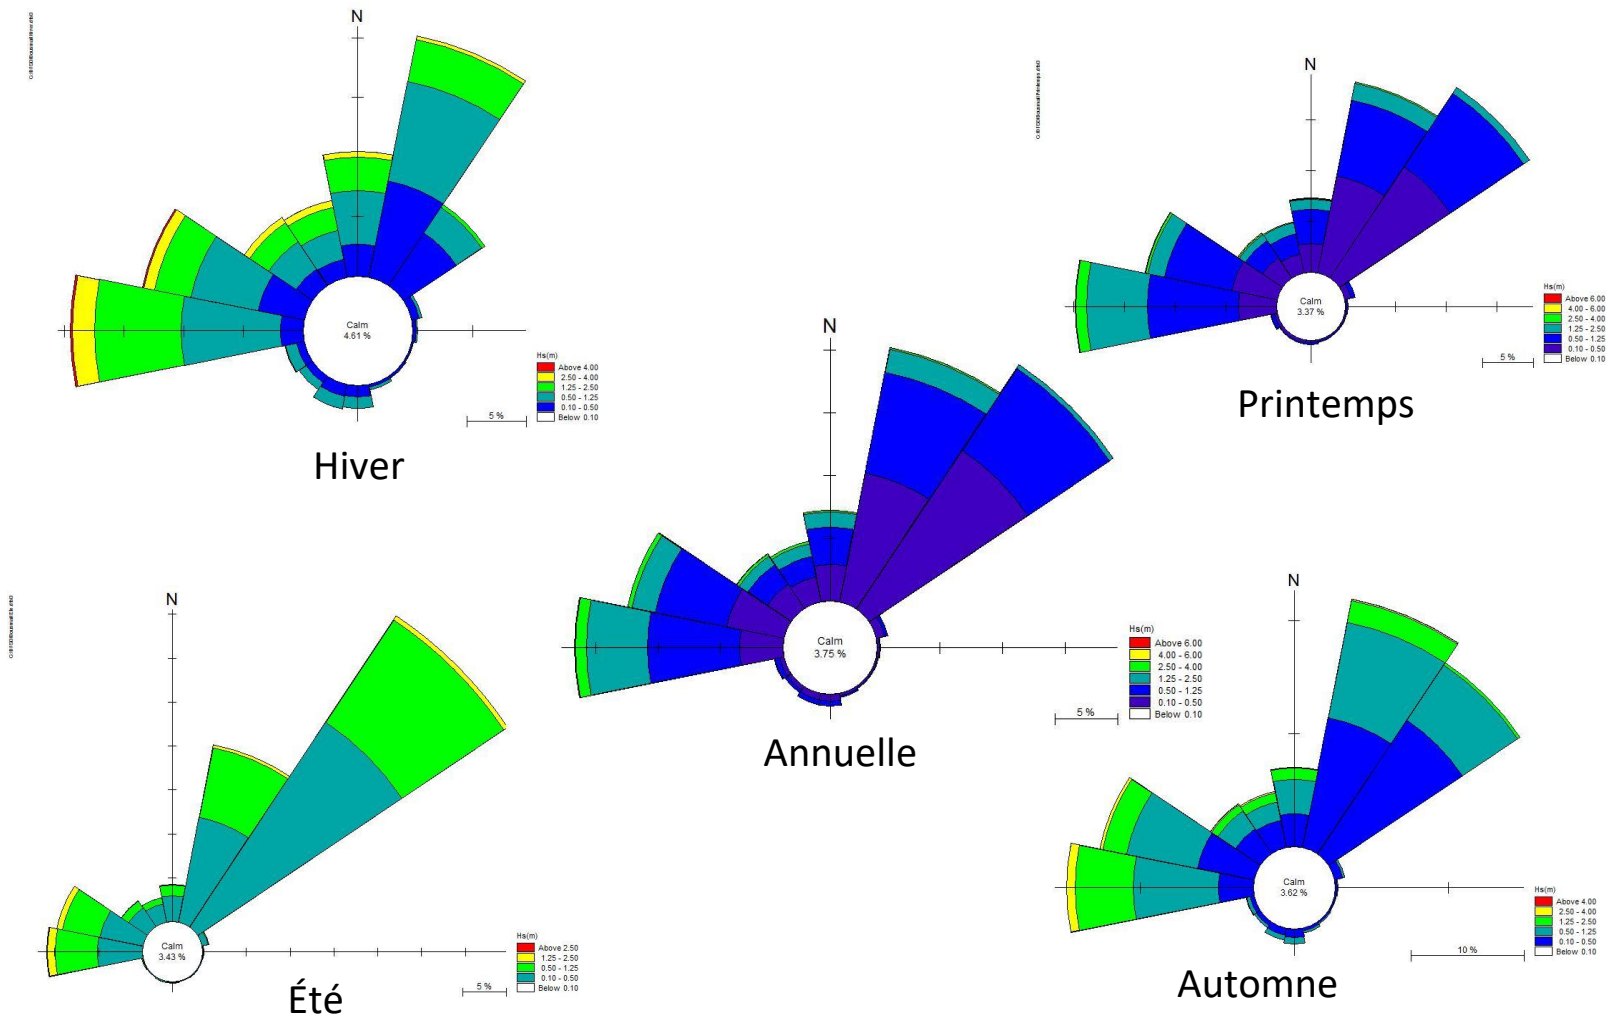 N
Calm
4.61 %
Hs(m)
Above 4.00
2.50 - 4.00
1.25 - 2.50
0.50 - 1.25
0.10 - 0.50
Below 0.10
5 %
Hiver
N
Calm
3.37 %
Hs(m)
Above 6.00
4.00 - 6.00
2.50 - 4.00
1.25 - 2.50
0.50 - 1.25
0.10 - 0.50
Below 0.10
5 %
Printemps
N
Calm
3.75 %
Hs(m)
Above 6.00
4.00 - 6.00
2.50 - 4.00
1.25 - 2.50
0.50 - 1.25
0.10 - 0.50
Below 0.10
5 %
Annuelle
N
Calm
3.43 %
Hs(m)
Above 2.50
1.25 - 2.50
0.50 - 1.25
0.10 - 0.50
Below 0.10
5 %
Été
N
Calm
3.62 %
Hs(m)
Above 4.00
2.50 - 4.00
1.25 - 2.50
0.50 - 1.25
0.10 - 0.50
Below 0.10
10 %
Automne